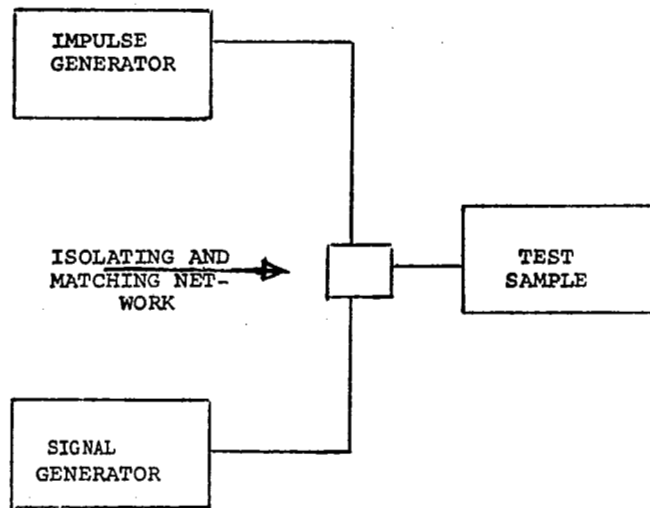 IMPULSE
GENERATOR
ISOLATING AND
MATCHING NET-
WORK
TEST
SAMPLE
SIGNAL
GENERATOR